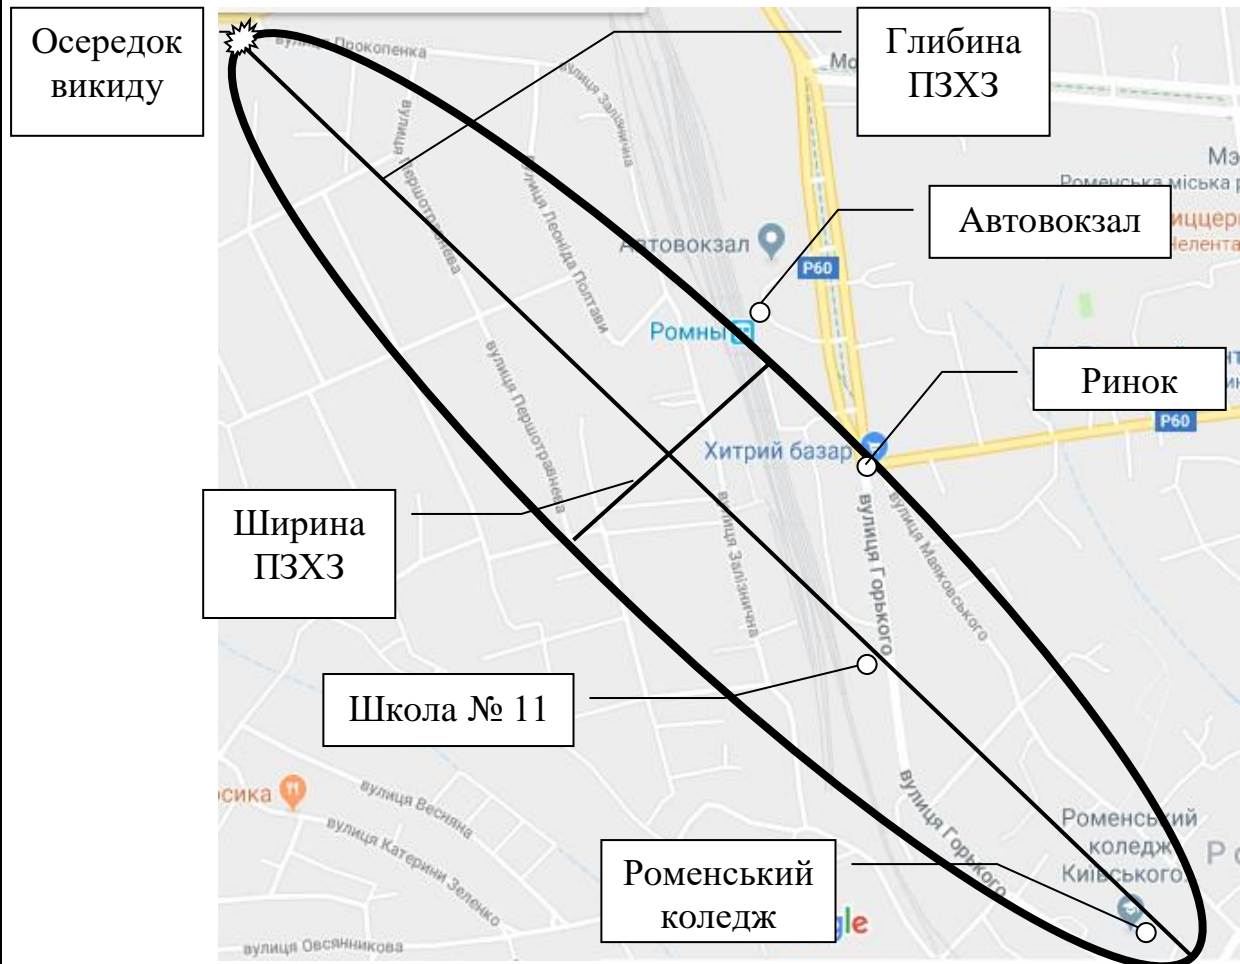 Осередок
викиду
Глибина
ПЗХЗ
вулиця Прокопенка
вулиця Залізнична
вулиця Першотравнева
вулиця Леоніда Полтави
Роменська міська р
Автовокзал
Автовокзал
P60
Ромны
Ринок
P60
Хитрий базар
вулиця Першотравнева
Ширина
ПЗХЗ
вулиця Залізнична
вулиця Горького
вулиця Маяковського
Школа № 11
вулиця Весняна
вулиця Катерини Зеленко
вулиця Горького
Роменський
коледж
Київського
Роменський
коледж
вулиця Овсянникова